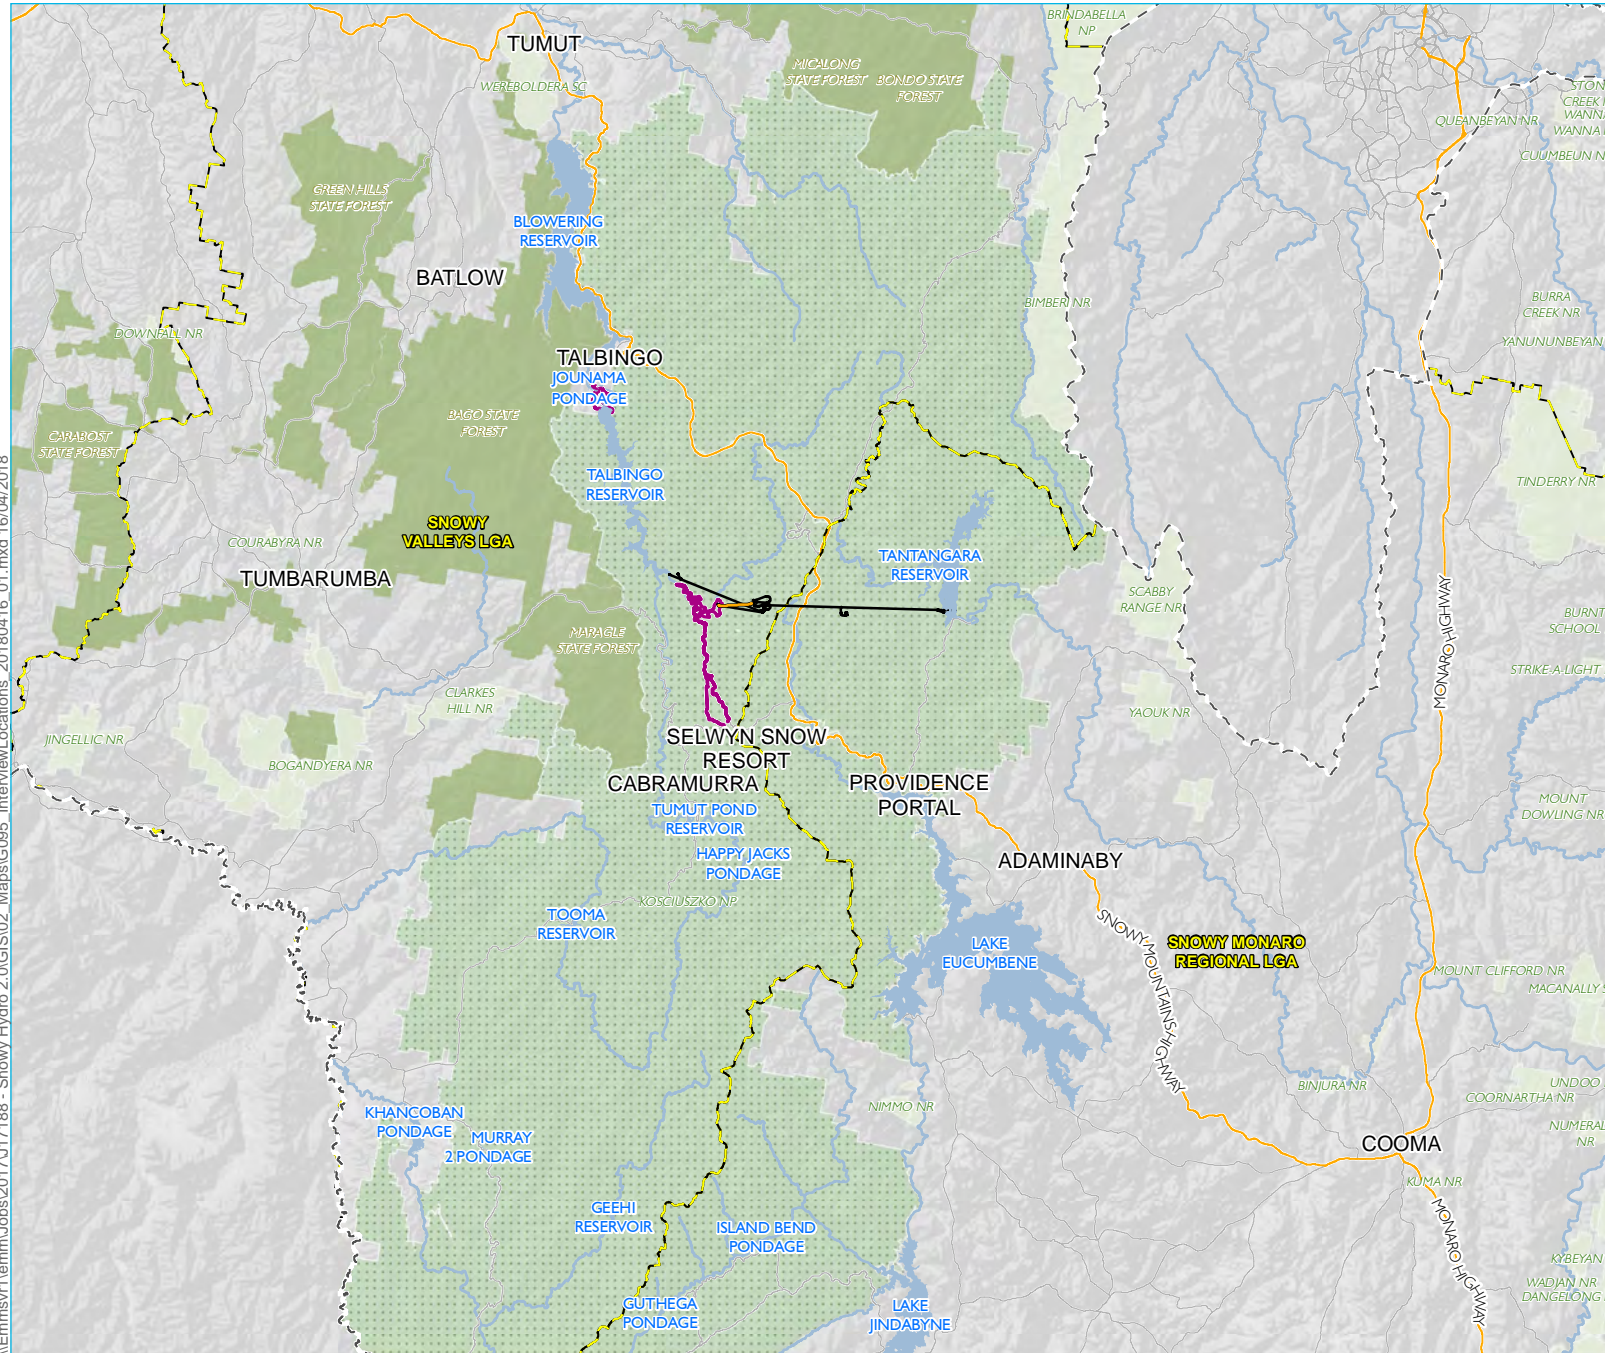 BRINDABELLA
NP
TUMUT
MICALONG
STATE FOREST
BONDO STATE
FOREST
WEREBOLDERA SC
QUEANBEYAN NR
CUUMBEUN N
GREEN HILLS
STATE FOREST
BLOWERING
RESERVOIR
BATLOW
BIMBERI NR
BURRA
CREEK NR
DOWNFALL NR
YANUNUNBEYAN
TALBINGO
JOUNAMA
PONDAGE
BAGO STATE
FOREST
CARABOST
STATE FOREST
TALBINGO
RESERVOIR
TINDERRY NR
SNOWY
VALLEYS LGA
COURABYRA NR
TANTANGARA
RESERVOIR
TUMBARUMBA
SCABBY
RANGE NR
MONARO HIGHWAY
BURNT
SCHOOL
MARAGLE
STATE FOREST
STRIKE-A-LIGHT
CLARKES
HILL NR
YAOUK NR
JINGELLIC NR
BOGANDYERA NR
SELWYN SNOW
RESORT
CABRAMURRA
PROVIDENCE
PORTAL
TUMUT POND
RESERVOIR
MOUNT
DOWLING NR
HAPPY JACKS
PONDAGE
ADAMINABY
KOSCIUSZKO NP
TOOMA
RESERVOIR
LAKE
EUCUMBENE
SNOWY MOUNTAINS HIGHWAY
SNOWY MONARO
REGIONAL LGA
MOUNT CLIFFORD NR
MACANALLY
BINJURA NR
UNDOO
COORNARTHA NR
NIMMO NR
KHANCOBAN
PONDAGE
MURRAY
2 PONDAGE
NUMERAL
NR
COOMA
KUMA NR
GEEHI
RESERVOIR
ISLAND BEND
PONDAGE
MONARO HIGHWAY
KYBEYAN
WADJAN NR
DANGELONG
GUTHEGA
PONDAGE
LAKE
JINDABYNE